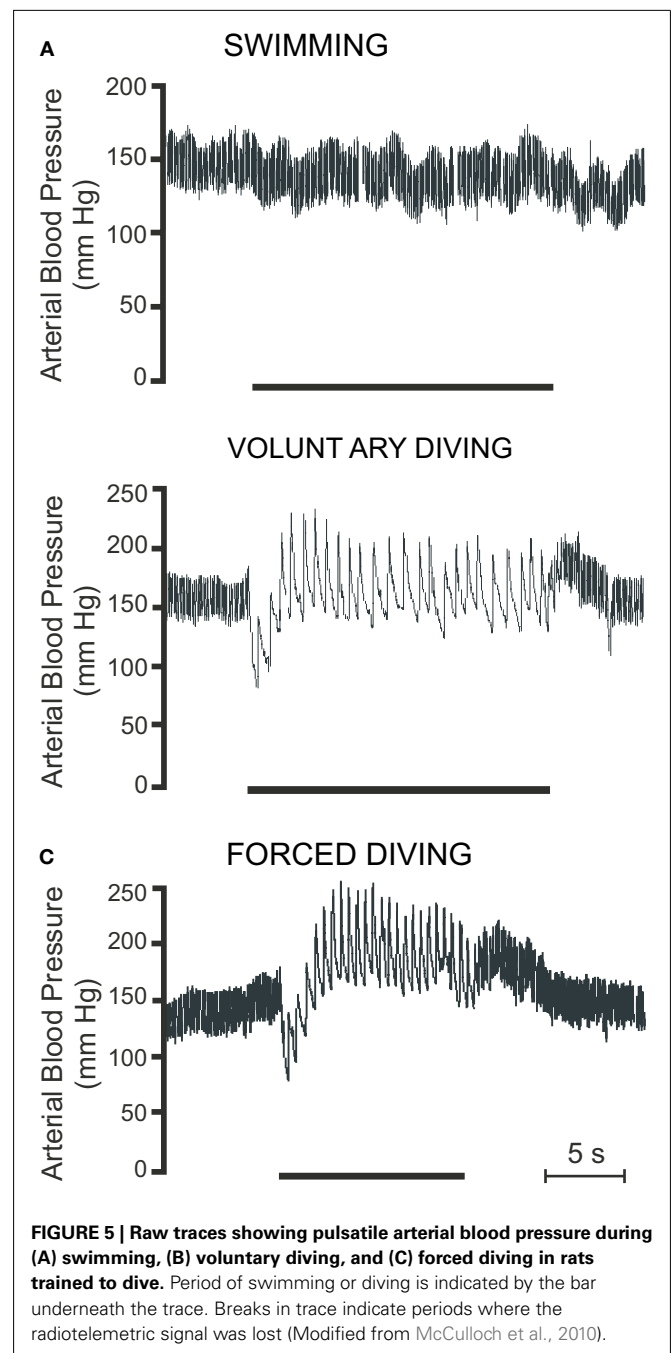 A
SWIMMING
Arterial Blood Pressure
(mm Hg)
200
150
100
50
0
VOLUNT ARY DIVING
Arterial Blood Pressure
(mm Hg)
250
200
150
100
50
0
C
FORCED DIVING
Arterial Blood Pressure
(mm Hg)
250
200
150
100
50
0
5 s
FIGURE 5 | Raw traces showing pulsatile arterial blood pressure during
(A) swimming, (B) voluntary diving, and (C) forced diving in rats
trained to dive. Period of swimming or diving is indicated by the bar
underneath the trace. Breaks in trace indicate periods where the
radiotelemetric signal was lost (Modified from McCulloch et al., 2010).